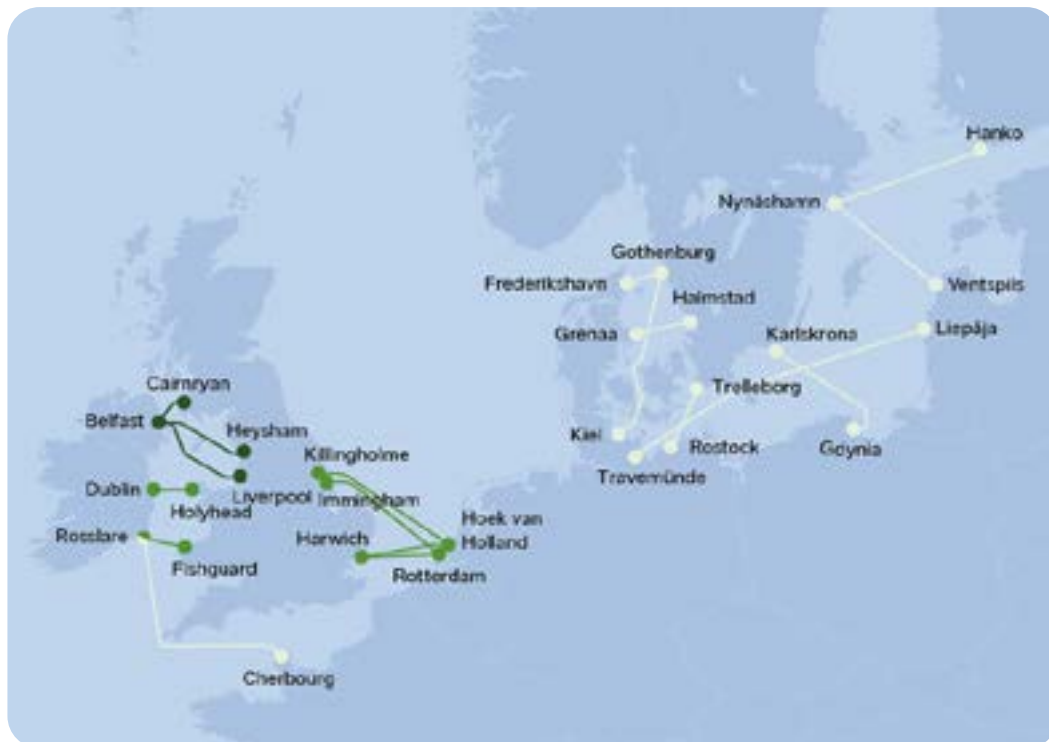 Hanko
Nynäshamn
Gothenburg
Frederikshavn
Ventspils
Halmstad
Liepāja
Grenaa
Karlskrona
Cairnryan
Trelleborg
Belfast
Heysham
Kiel
Rostock
Gdynia
Killingholme
Travemünde
Dublin
Liverpool
Immingham
Holyhead
Hoek van
Holland
Rosslare
Harwich
Fishguard
Rotterdam
Cherbourg